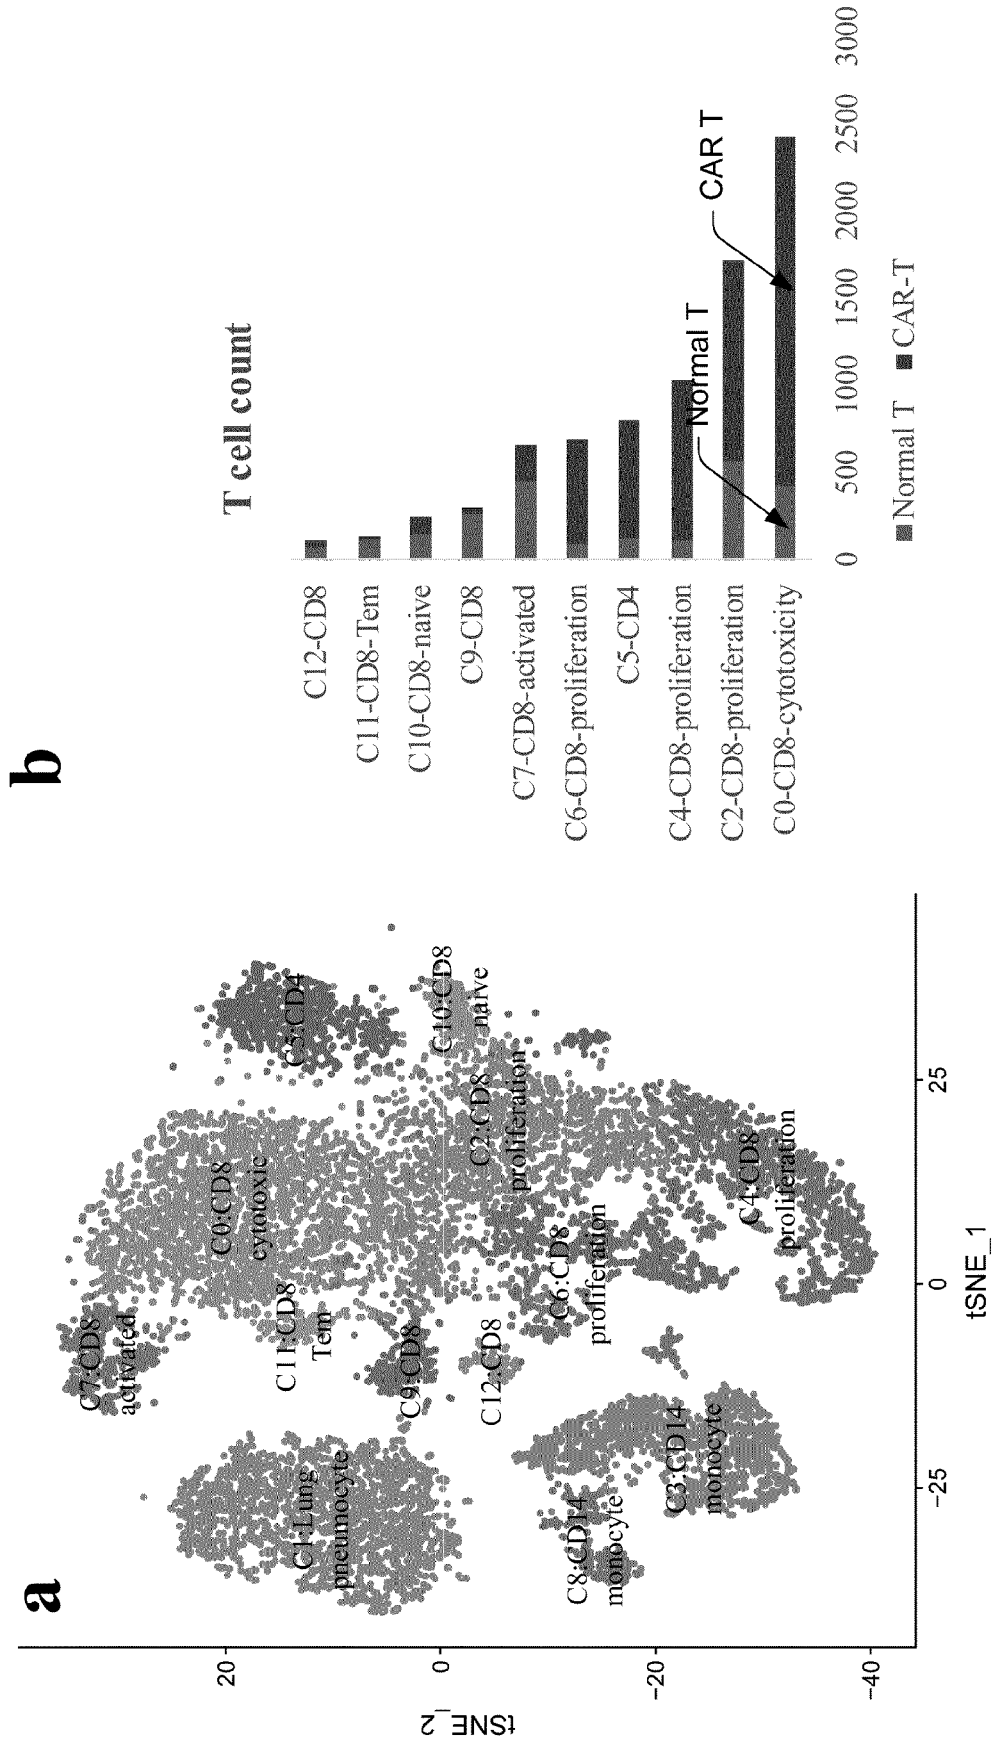 a
C7:CD8
activated
C0:CD8
cytotoxic
C5:CD4
C11:CD8
Tem
C1:Lung
pneumocyte
C9:CD8
C10:CD8
naive
C12:CD8
C2:CD8
proliferation
C6:CD8
proliferation
C8:CD14
monocyte
C3:CD14
monocyte
C4:CD8
proliferation
20
0
-20
-40
tSNE_2
-25
0
25
tSNE_1
b
T cell count
C12-CD8
C11-CD8-Tem
C10-CD8-naive
C9-CD8
C7-CD8-activated
C6-CD8-proliferation
C5-CD4
C4-CD8-proliferation
C2-CD8-proliferation
C0-CD8-cytotoxicity
Normal T
CAR T
0 500 1000 1500 2000 2500 3000
Normal T CAR-T